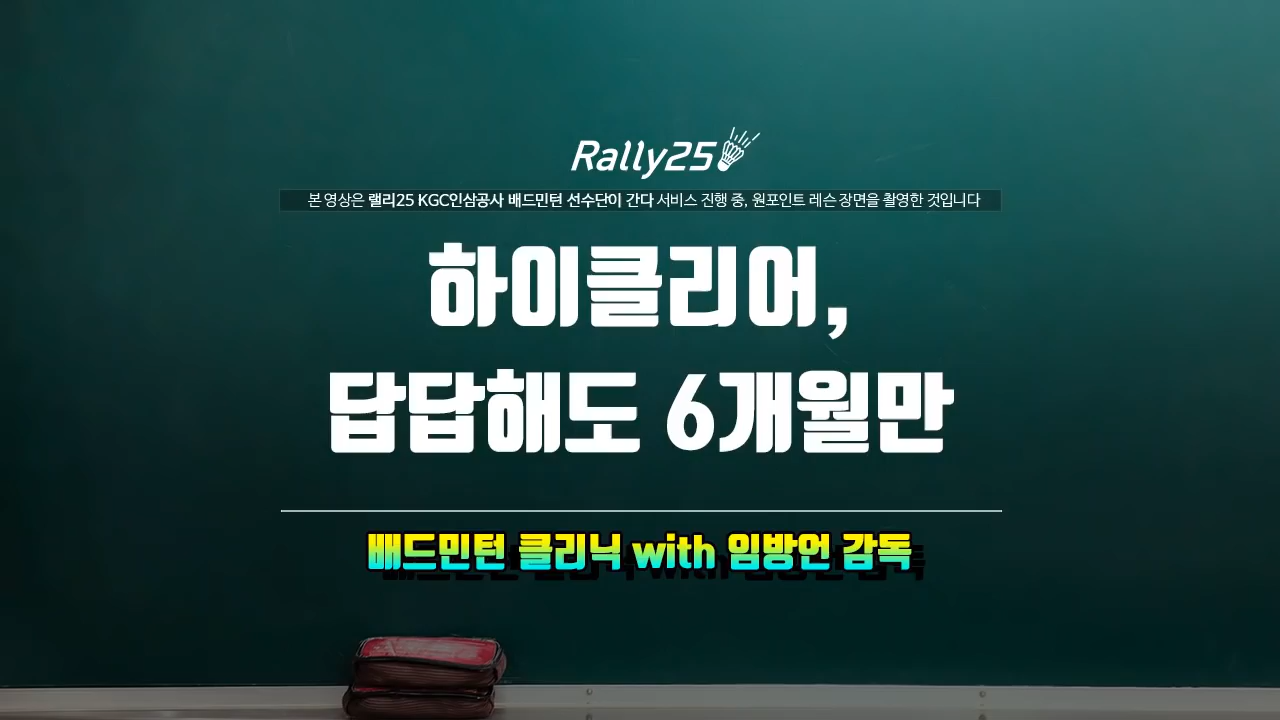 Rally25
본 영상은 랠리25 KGC인삼공사 배드민턴 선수단이 간다 서비스 진행 중, 원포인트 레슨 장면을 촬영한 것입니다
하이클리어,
답답해도 6개월만
배드민턴 클리닉 with 임방언 감독